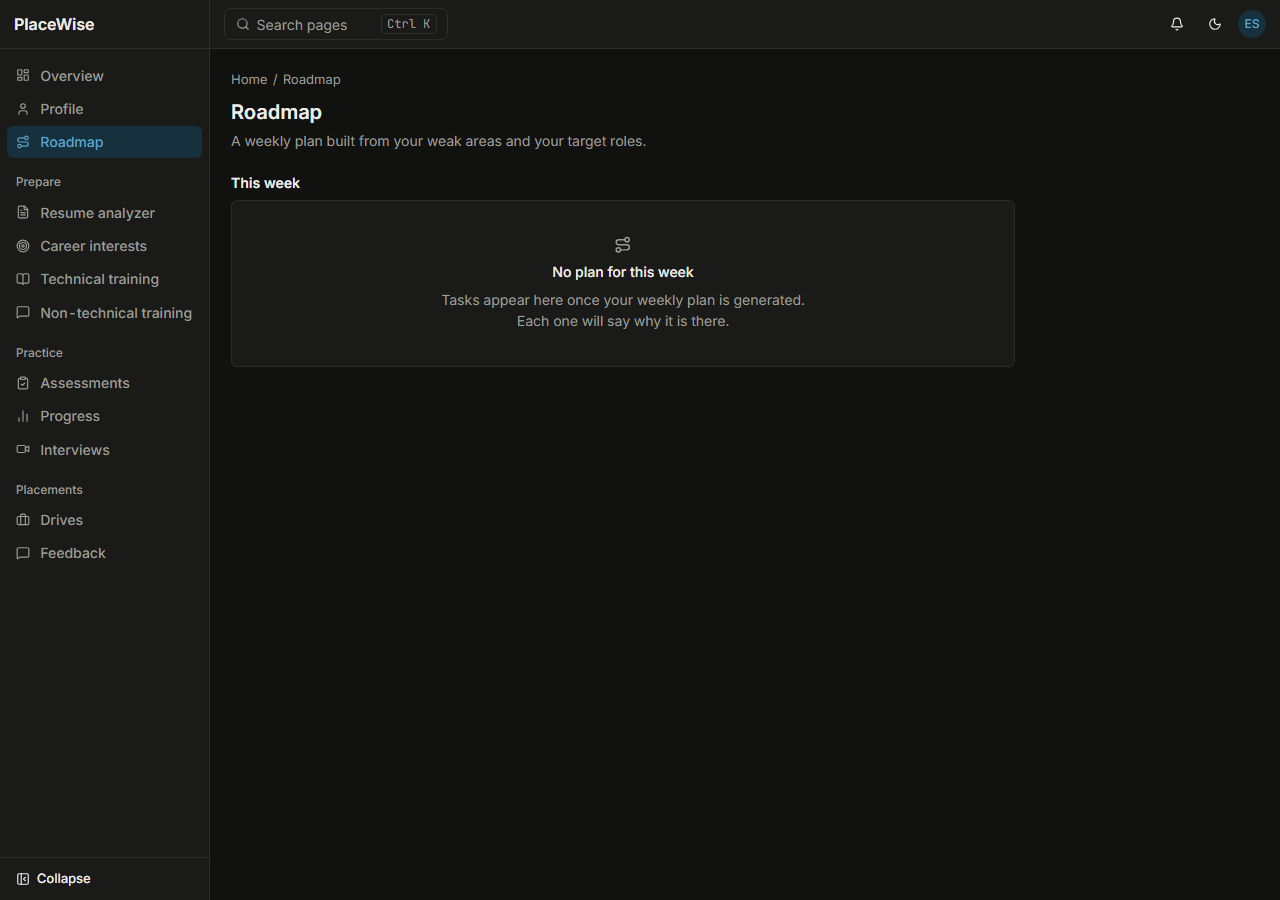 PlaceWise
Search pages
Ctrl K
ES
Overview
Profile
Roadmap
Prepare
Resume analyzer
Career interests
Technical training
Non-technical training
Practice
Assessments
Progress
Interviews
Placements
Drives
Feedback
Collapse
Home / Roadmap
Roadmap
A weekly plan built from your weak areas and your target roles.
This week
No plan for this week
Tasks appear here once your weekly plan is generated.
Each one will say why it is there.